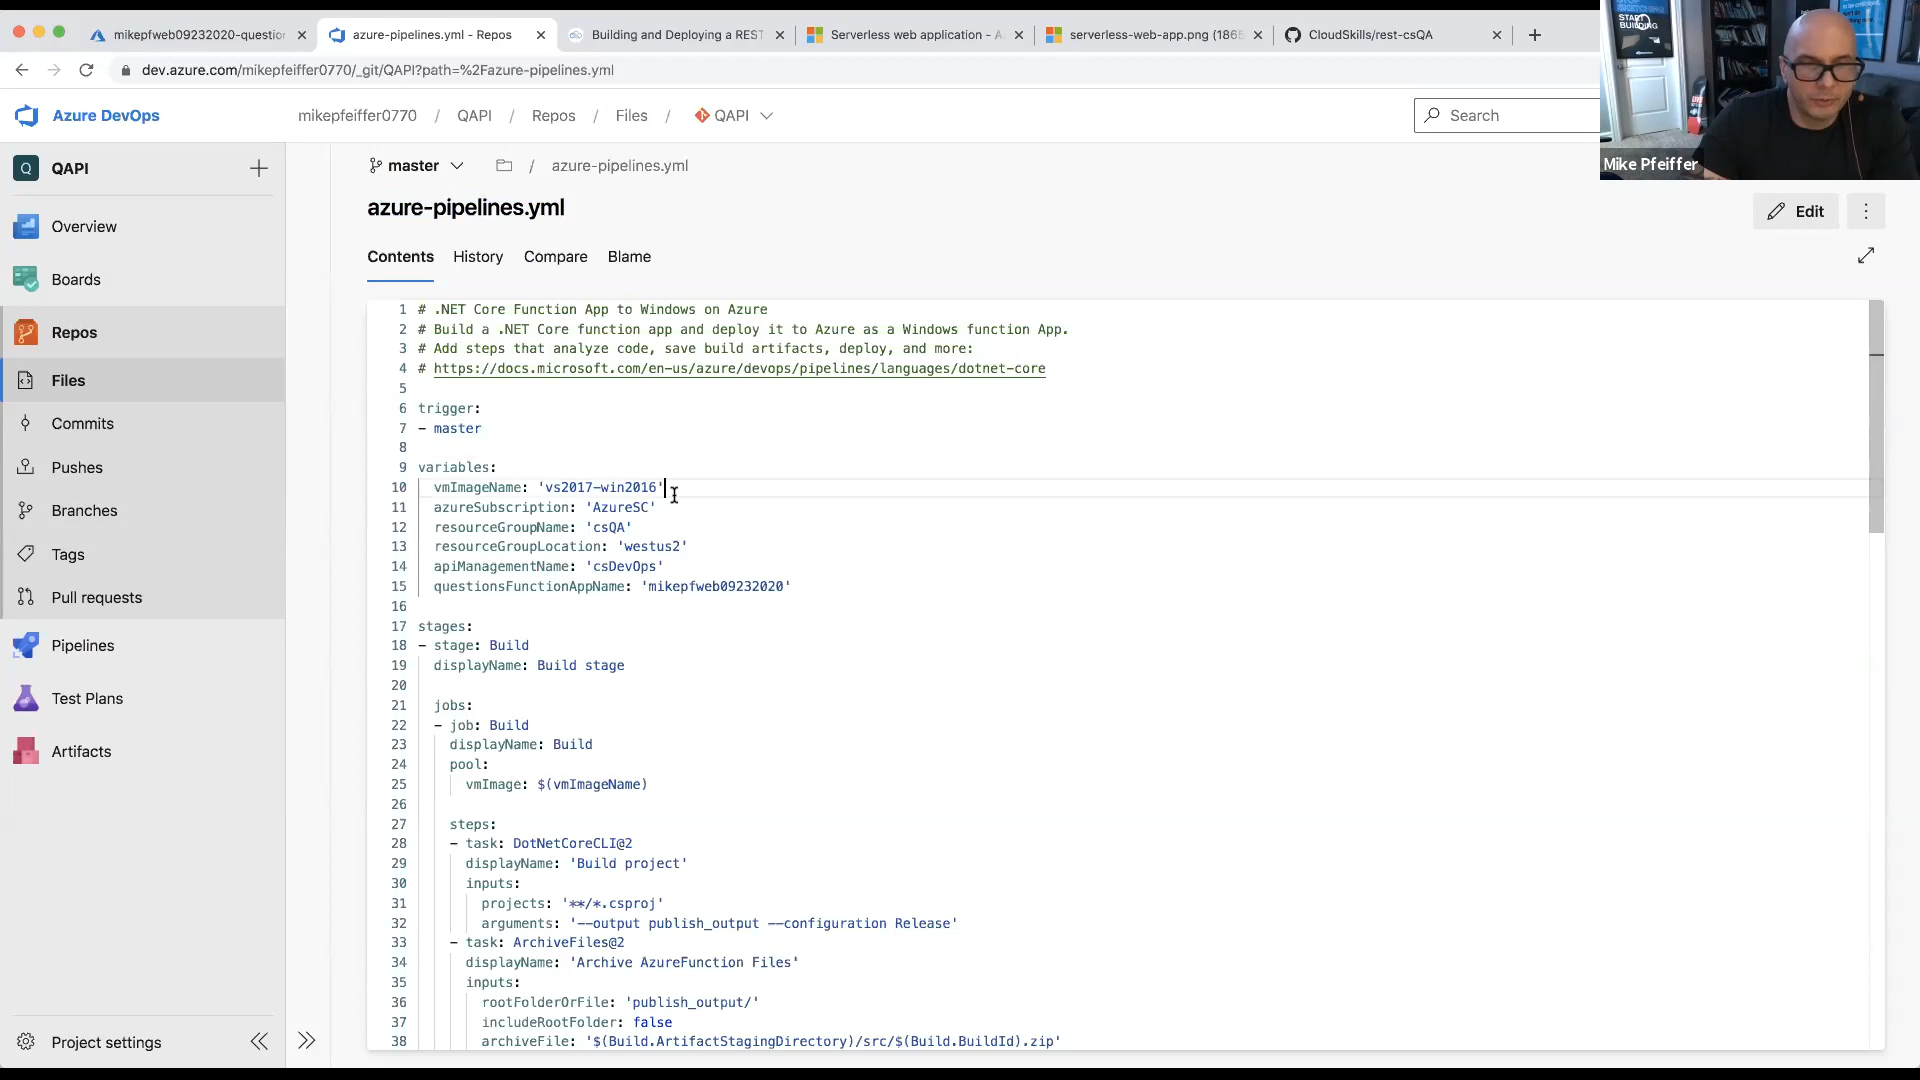 mikepfweb09232020-question
azure-pipelines.yml - Repos
Building and Deploying a REST
Serverless web application - A
serverless-web-app.png (1865
CloudSkills/rest-csQA
dev.azure.com/mikepfeiffer0770/_git/QAPI?path=%2Fazure-pipelines.yml
START
BUILDING
Mike Pfeiffer
Azure DevOps
mikepfeiffer0770 / QAPI / Repos / Files / QAPI
Search
Q QAPI
Overview
Boards
Repos
Files
Commits
Pushes
Branches
Tags
Pull requests
Pipelines
Test Plans
Artifacts
Project settings
master / azure-pipelines.yml
azure-pipelines.yml
Edit
Contents History Compare Blame
1 # .NET Core Function App to Windows on Azure
2 # Build a .NET Core function app and deploy it to Azure as a Windows function App.
3 # Add steps that analyze code, save build artifacts, deploy, and more:
4 # https://docs.microsoft.com/en-us/azure/devops/pipelines/languages/dotnet-core
5
6 trigger:
7 - master
8
9 variables:
10 vmImageName: 'vs2017-win2016'
11 azureSubscription: 'AzureSC'
12 resourceGroupName: 'csQA'
13 resourceGroupLocation: 'westus2'
14 apiManagementName: 'csDevOps'
15 questionsFunctionAppName: 'mikepfweb09232020'
16
17 stages:
18 - stage: Build
19 displayName: Build stage
20
21 jobs:
22 - job: Build
23 displayName: Build
24 pool:
25 vmImage: $(vmImageName)
26
27 steps:
28 - task: DotNetCoreCLI@2
29 displayName: 'Build project'
30 inputs:
31 projects: '**/*.csproj'
32 arguments: '--output publish_output --configuration Release'
33 - task: ArchiveFiles@2
34 displayName: 'Archive AzureFunction Files'
35 inputs:
36 rootFolderOrFile: 'publish_output/'
37 includeRootFolder: false
38 archiveFile: '$(Build.ArtifactStagingDirectory)/src/$(Build.BuildId).zip'